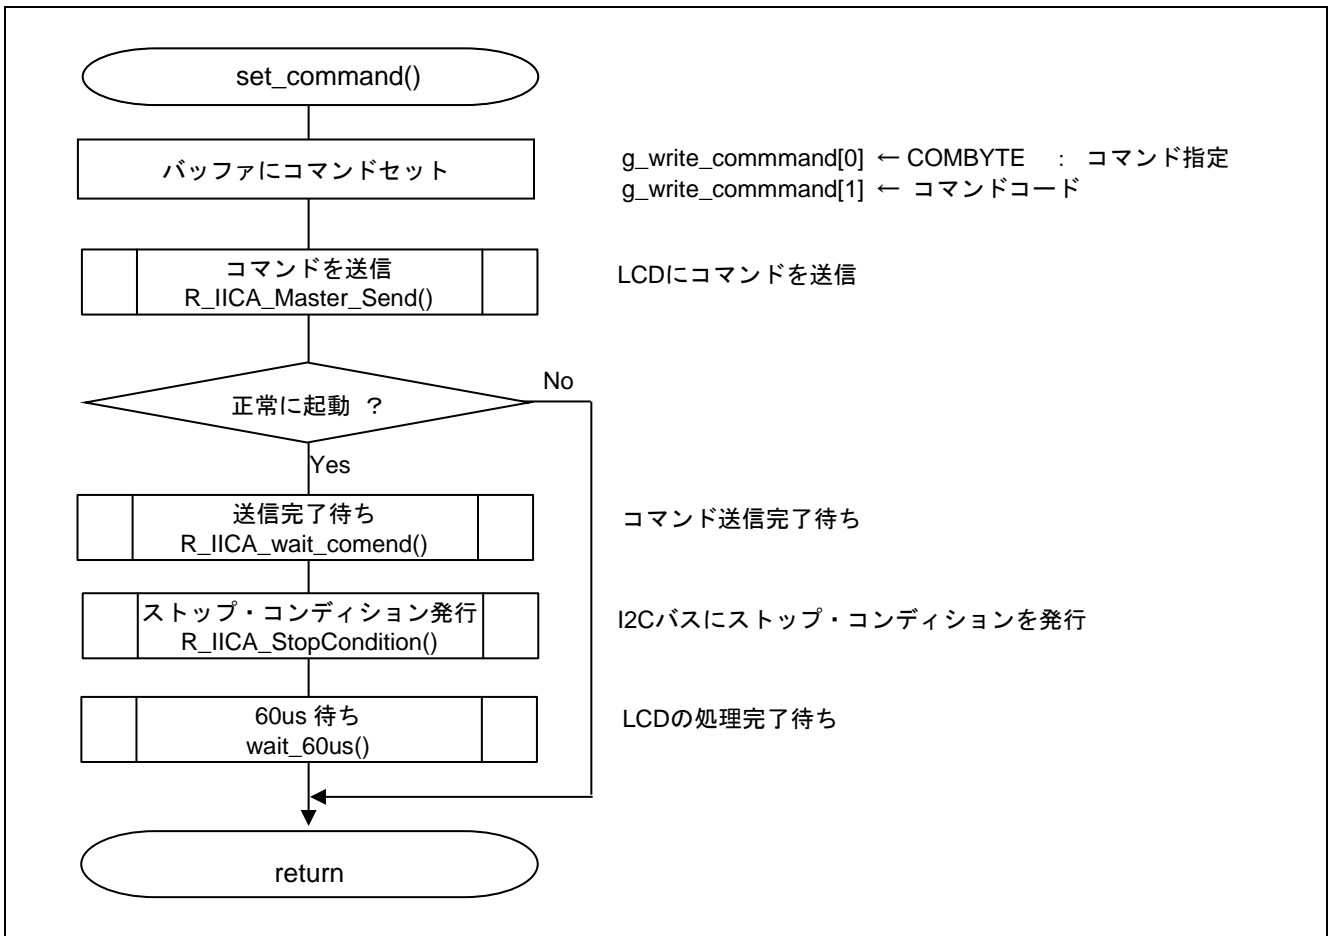 set_command()
バッファにコマンドセット
g_write_commmand[0] ← COMBYTE : コマンド指定
g_write_commmand[1] ← コマンドコード
コマンドを送信
R_IICA_Master_Send()
LCDにコマンドを送信
正常に起動 ?
No
Yes
送信完了待ち
R_IICA_wait_comend()
コマンド送信完了待ち
ストップ・コンディション発行
R_IICA_StopCondition()
I2Cバスにストップ・コンディションを発行
60us 待ち
wait_60us()
LCDの処理完了待ち
return